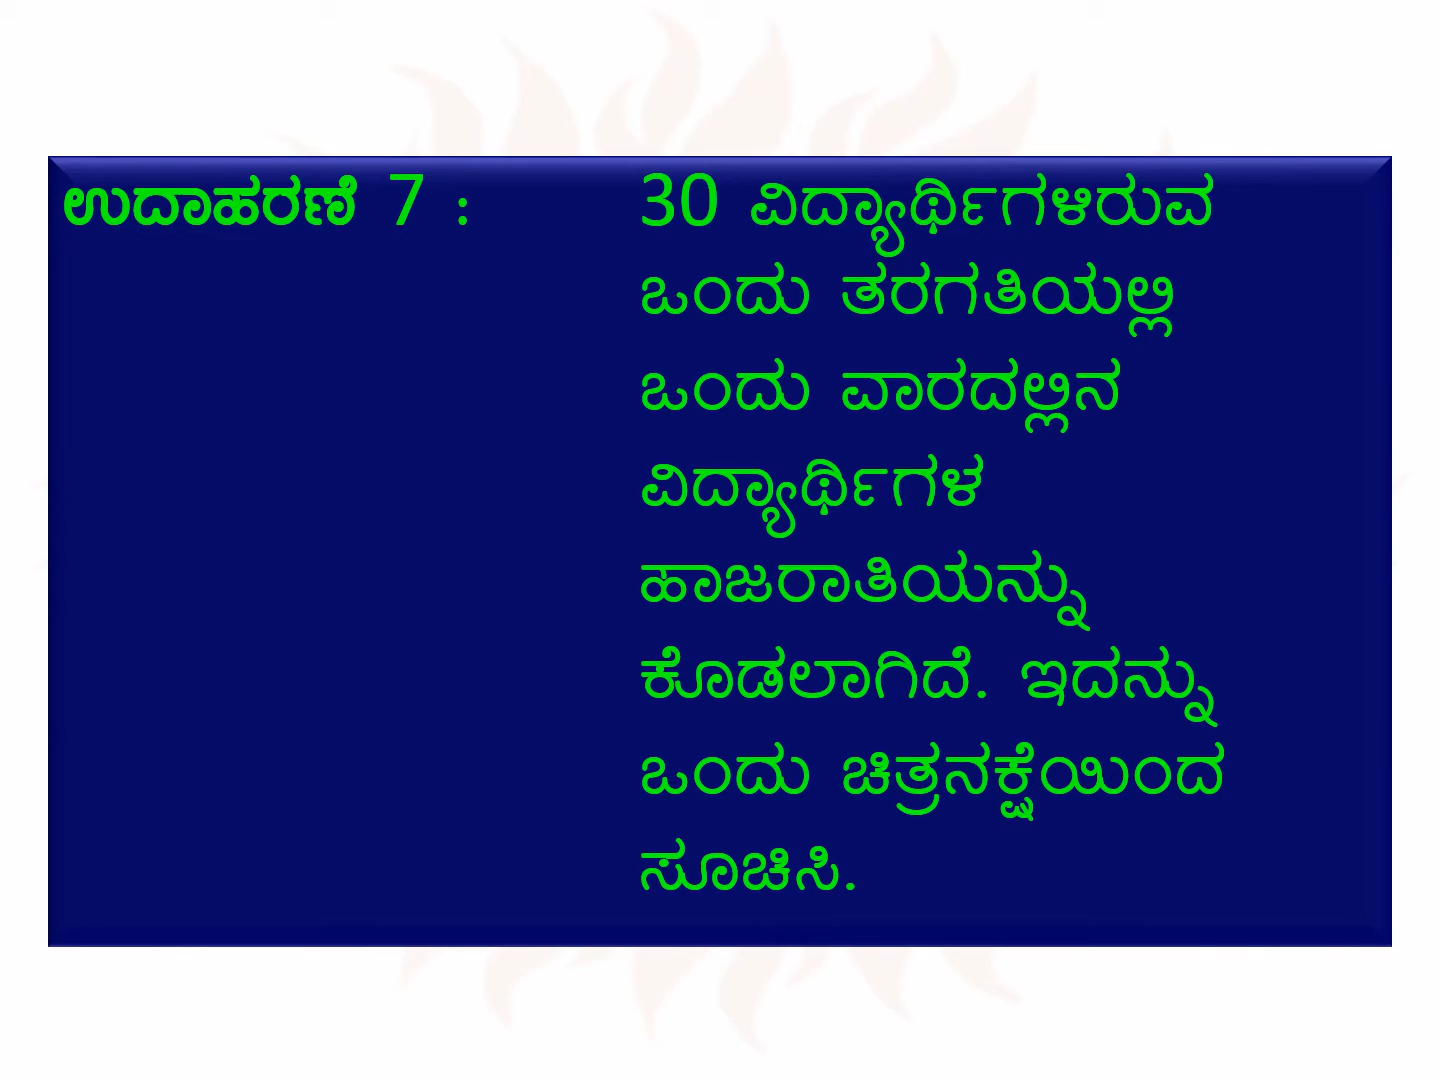 ಉದಾಹರಣೆ 7 : 30 ವಿದ್ಯಾರ್ಥಿಗಳಿರುವ
ಒಂದು ತರಗತಿಯಲ್ಲಿ
ಒಂದು ವಾರದಲ್ಲಿನ
ವಿದ್ಯಾರ್ಥಿಗಳ
ಹಾಜರಾತಿಯನ್ನು
ಕೊಡಲಾಗಿದೆ. ಇದನ್ನು
ಒಂದು ಚಿತ್ರನಕ್ಷೆಯಿಂದ
ಸೂಚಿಸಿ.